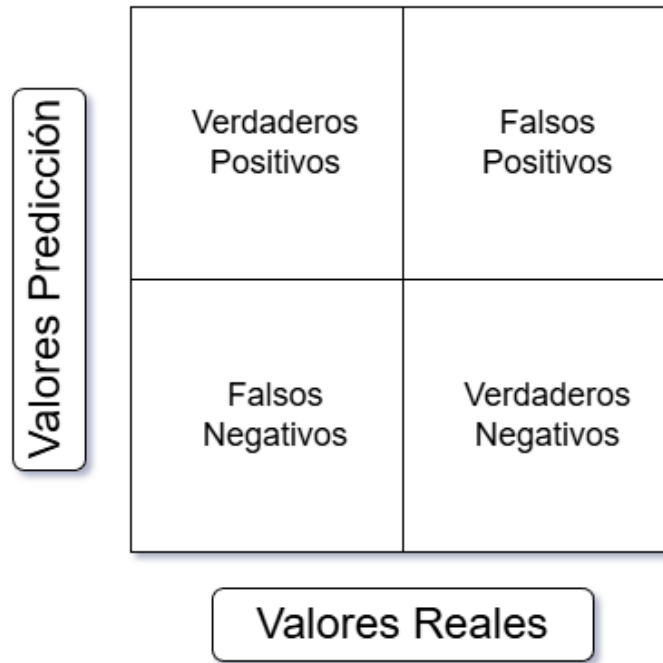 Verdaderos
Positivos
Falsos
Positivos
Valores Predicción
Falsos
Negativos
Verdaderos
Negativos
Valores Reales